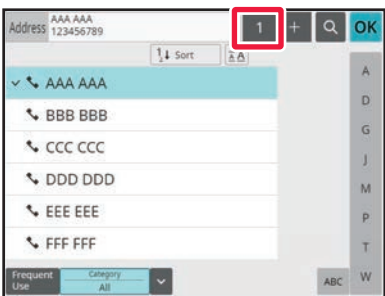 Address AAA AAA
123456789
1 + OK
Sort
AAA AAA
BBB BBB
CCC CCC
DDD DDD
EEE EEE
FFF FFF
A
D
G
J
M
P
T
W
Frequent
Use
Category
All
ABC